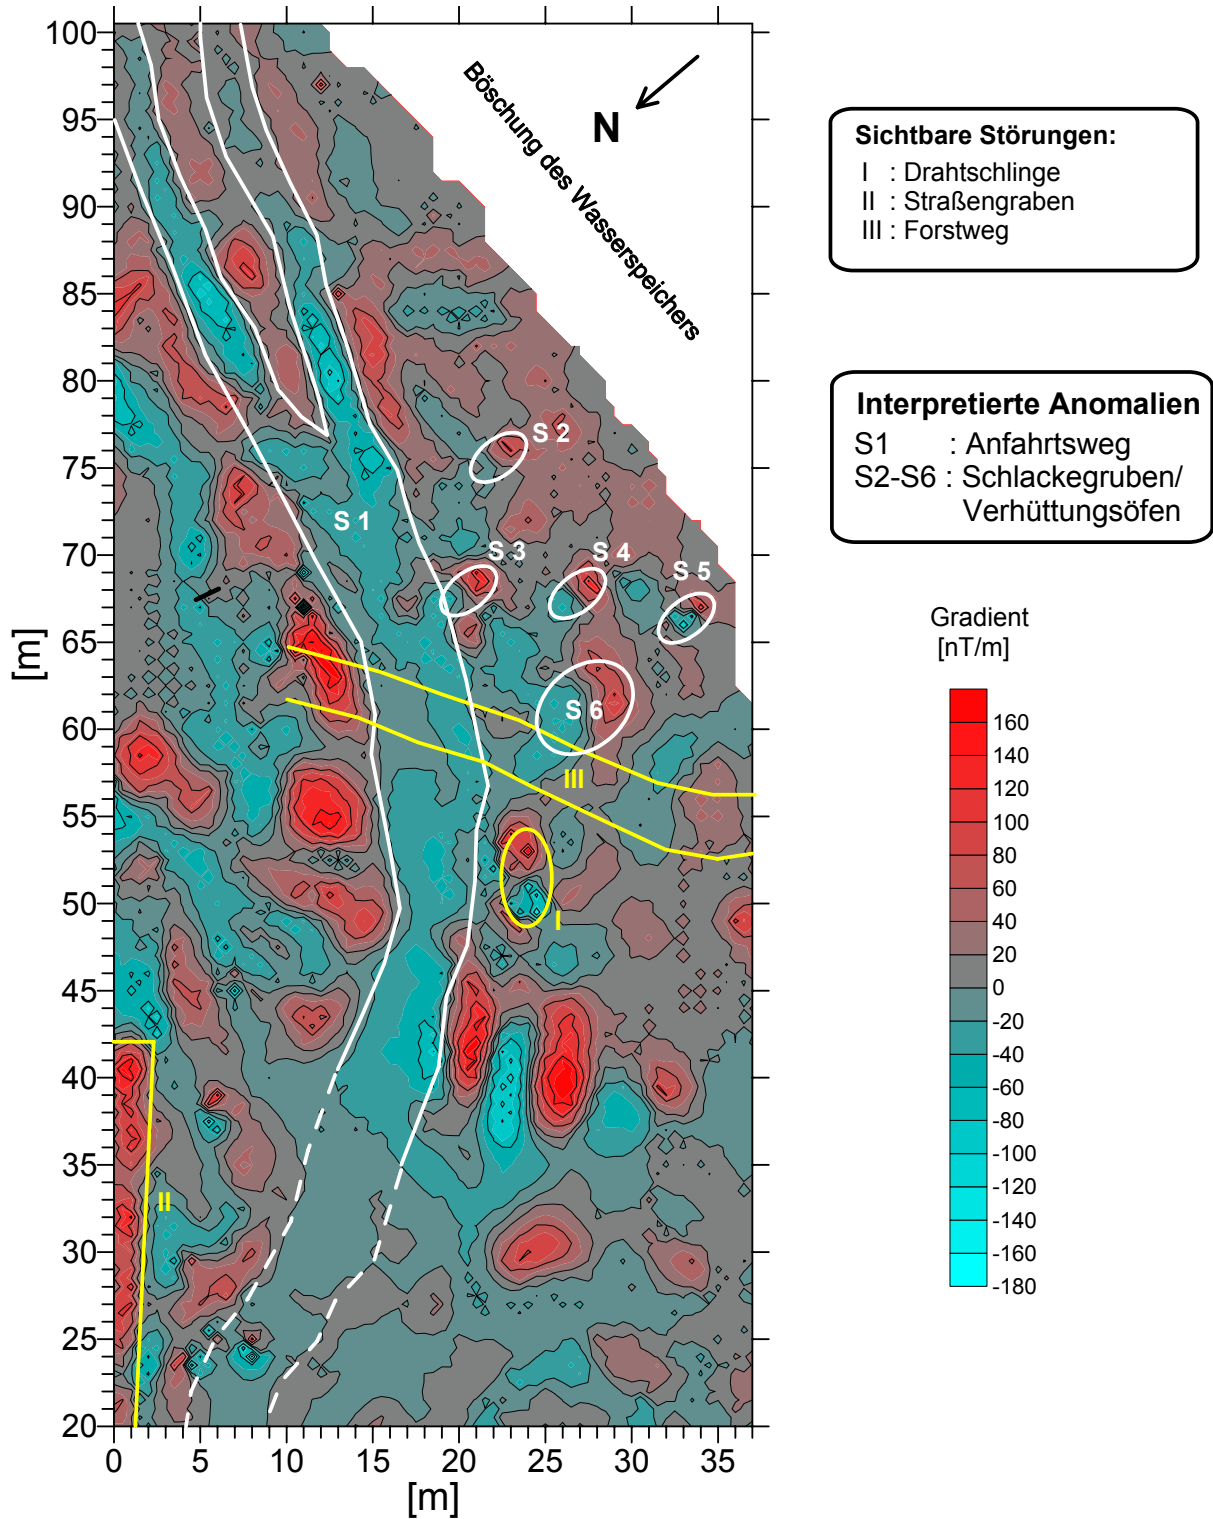 100
95
90
85
80
75
70
65
60
55
50
45
40
35
30
25
20
[m]
0 5 10 15 20 25 30 35
[m]
Böschung des Wasserspeichers
N
S 1
S 2
S 3
S 4
S 5
S 6
III
I
II
Sichtbare Störungen:
I : Drahtschlinge
II : Straßengraben
III : Forstweg
Interpretierte Anomalien
S1 : Anfahrtsweg
S2-S6 : Schlackegruben/
Verhüttungsöfen
Gradient
[nT/m]
160
140
120
100
80
60
40
20
0
-20
-40
-60
-80
-100
-120
-140
-160
-180